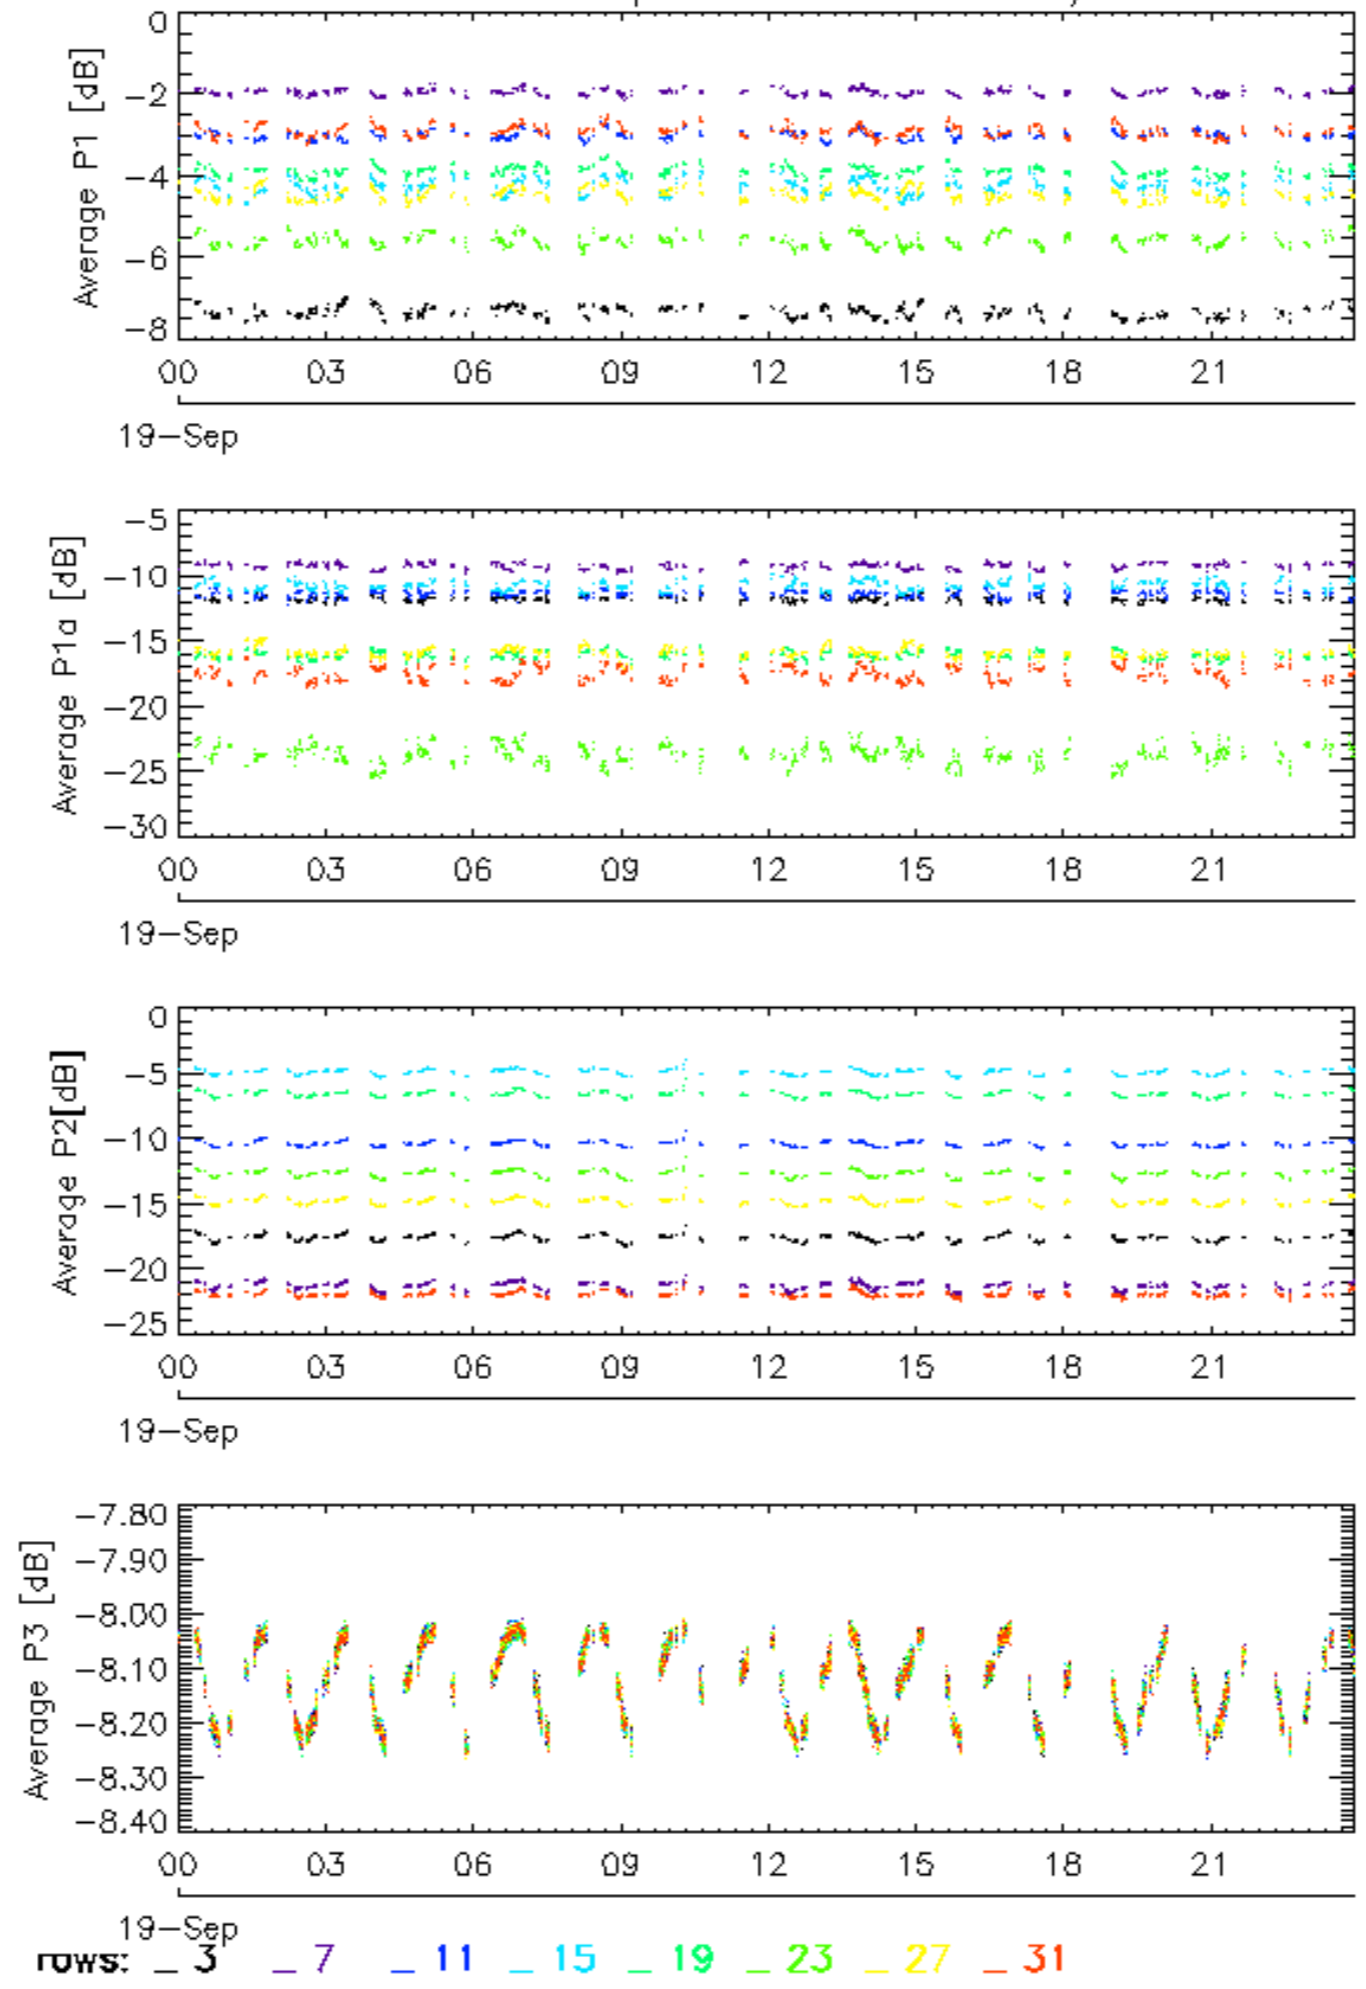 0
-2
-4
-6
-8
Average P1 [dB]
00 03 06 09 12 15 18 21
19-Sep
-5
-10
-15
-20
-25
-30
Average P1a [dB]
00 03 06 09 12 15 18 21
19-Sep
0
-5
-10
-15
-20
-25
Average P2[dB]
00 03 06 09 12 15 18 21
19-Sep
-7.80
-7.90
-8.00
-8.10
-8.20
-8.30
-8.40
Average P3 [dB]
00 03 06 09 12 15 18 21
19-Sep
rows: _ 3 _ 7 _ 11 _ 15 _ 19 _ 23 _ 27 _ 31